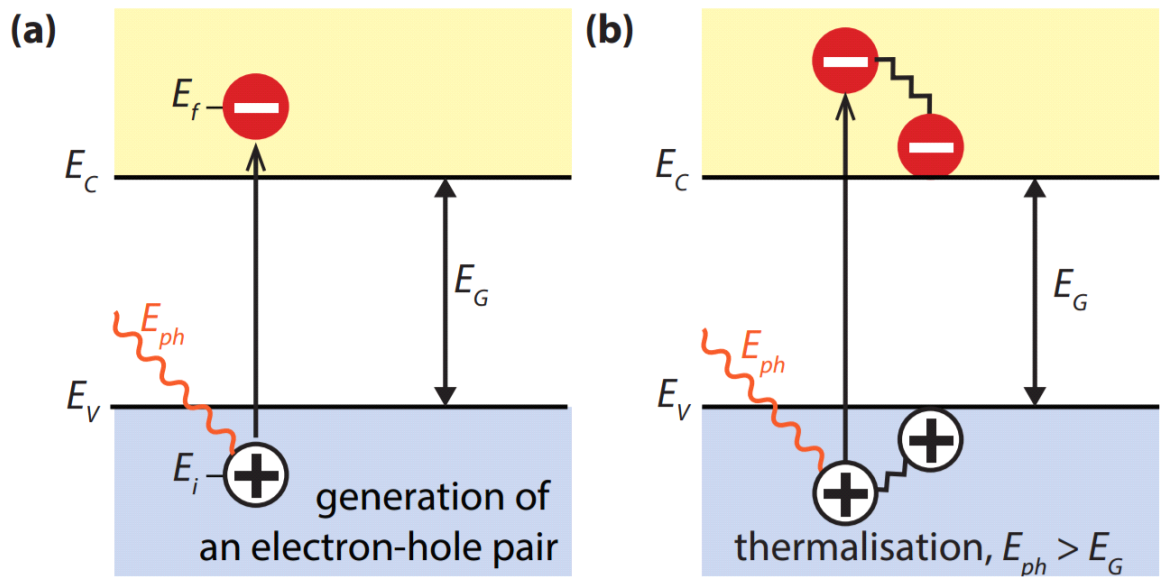 (a)
E_f
E_C
E_G
E_ph
E_V
E_i
generation of
an electron-hole pair
(b)
E_C
E_G
E_ph
E_V
thermalisation, E_ph > E_G